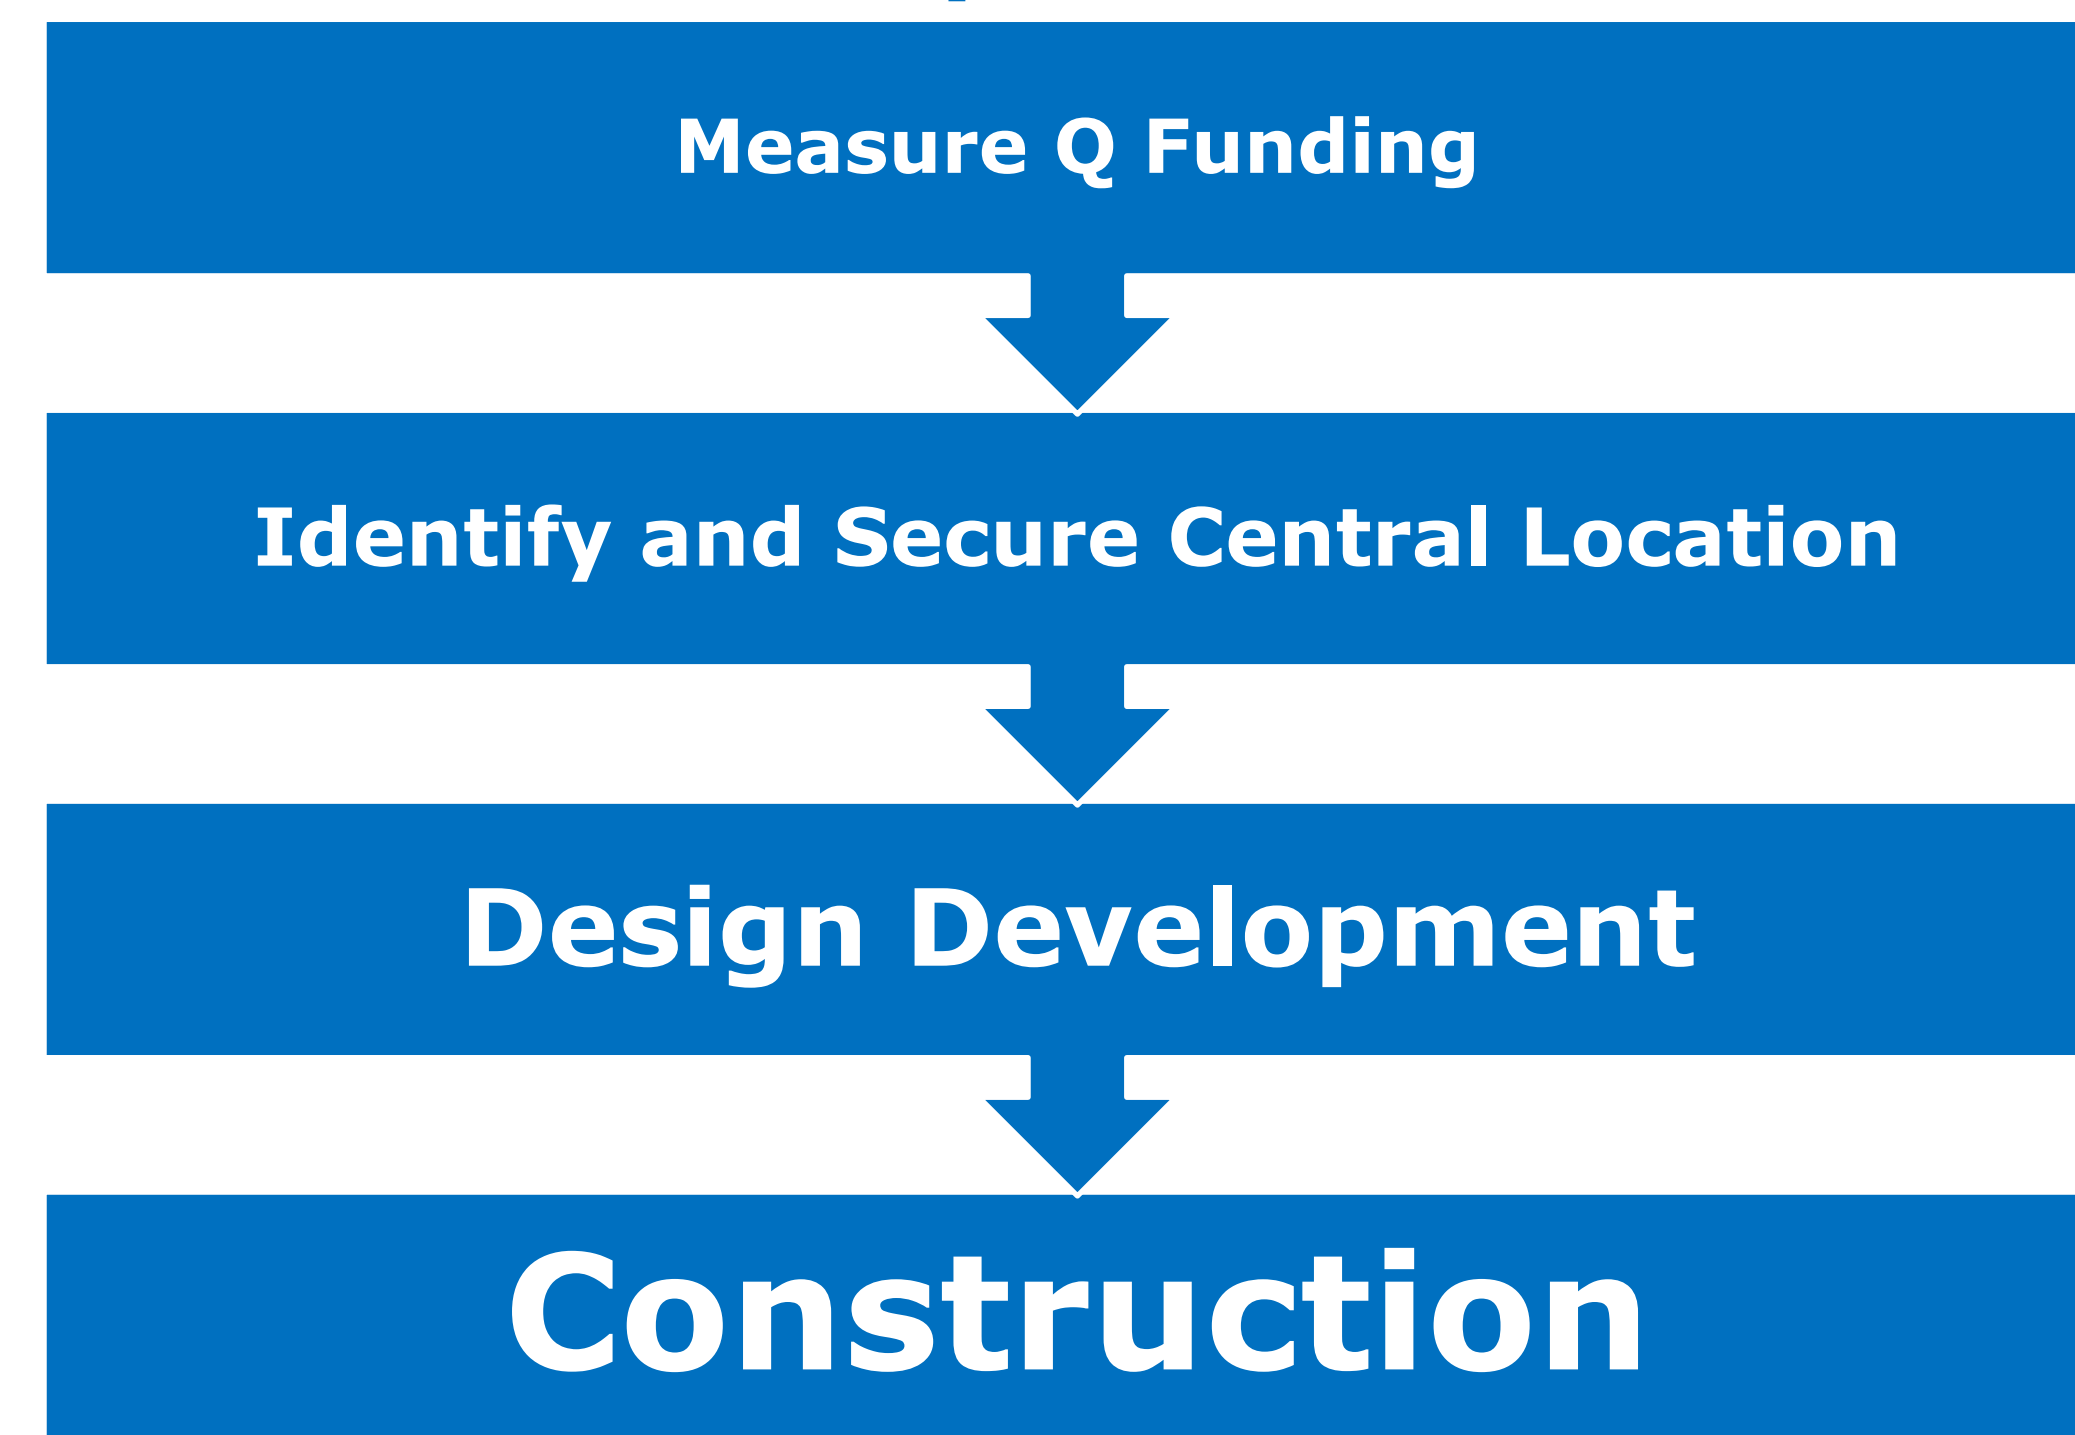 Measure Q Funding
Identify and Secure Central Location
Design Development
Construction